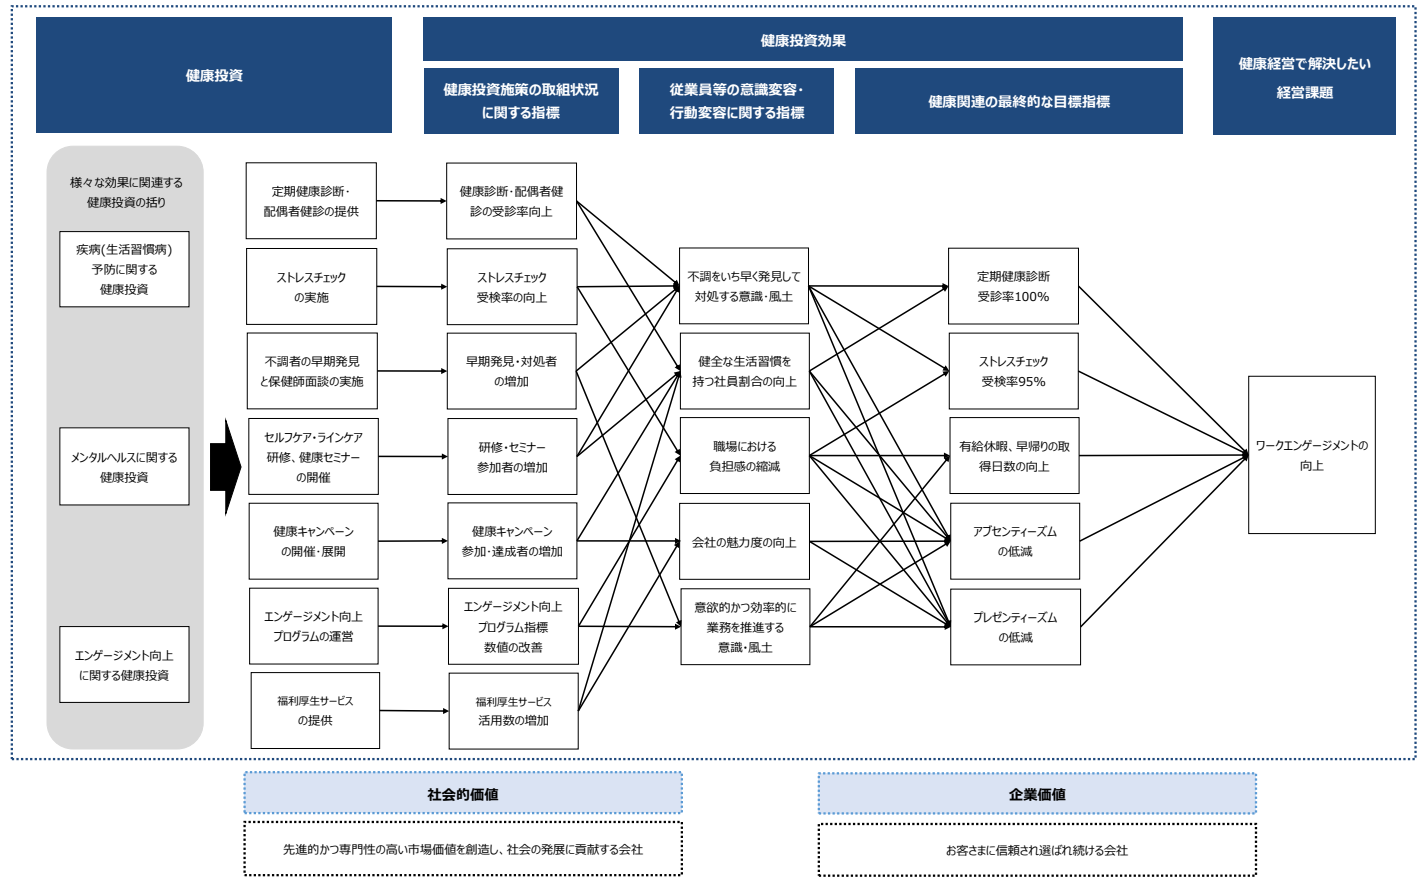 健康投資
健康投資効果
健康経営で解決したい
経営課題
健康投資施策の取組状況
に関する指標
従業員等の意識変容・
行動変容に関する指標
健康関連の最終的な目標指標
様々な効果に関連する
健康投資の括り
疾病(生活習慣病)
予防に関する
健康投資
メンタルヘルスに関する
健康投資
エンゲージメント向上
に関する健康投資
定期健康診断・
配偶者健診の提供
ストレスチェック
の実施
不調者の早期発見
と保健師面談の実施
セルフケア・ラインケア
研修、健康セミナー
の開催
健康キャンペーン
の開催・展開
エンゲージメント向上
プログラムの運営
福利厚生サービス
の提供
健康診断・配偶者健
診の受診率向上
ストレスチェック
受検率の向上
早期発見・対処者
の増加
研修・セミナー
参加者の増加
健康キャンペーン
参加・達成者の増加
エンゲージメント向上
プログラム指標
数値の改善
福利厚生サービス
活用数の増加
不調をいち早く発見して
対処する意識・風土
健全な生活習慣を
持つ社員割合の向上
職場における
負担感の縮減
会社の魅力度の向上
意欲的かつ効率的に
業務を推進する
意識・風土
定期健康診断
受診率100%
ストレスチェック
受検率95%
有給休暇、早帰りの取
得日数の向上
アブセンティーズム
の低減
プレゼンティーズム
の低減
ワークエンゲージメントの
向上
社会的価値
先進的かつ専門性の高い市場価値を創造し、社会の発展に貢献する会社
企業価値
お客さまに信頼され選ばれ続ける会社